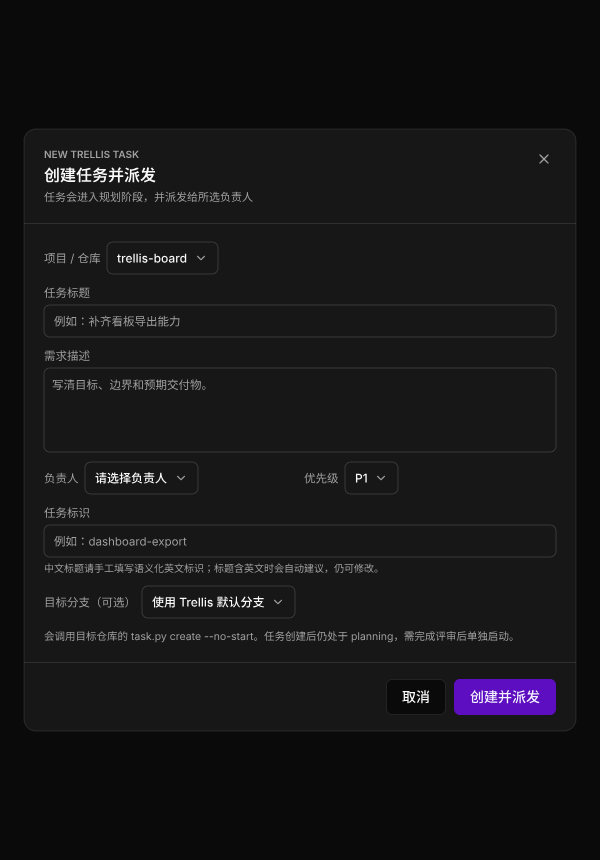 NEW TRELLIS TASK
创建任务并派发
任务会进入规划阶段，并派发给所选负责人
项目 / 仓库 trellis-board
任务标题
例如：补齐看板导出能力
需求描述
写清目标、边界和预期交付物。
负责人 请选择负责人 优先级 P1
任务标识
例如：dashboard-export
中文标题请手工填写语义化英文标识；标题含英文时会自动建议，仍可修改。
目标分支（可选） 使用 Trellis 默认分支
会调用目标仓库的 task.py create --no-start。任务创建后仍处于 planning，需完成评审后单独启动。
取消 创建并派发